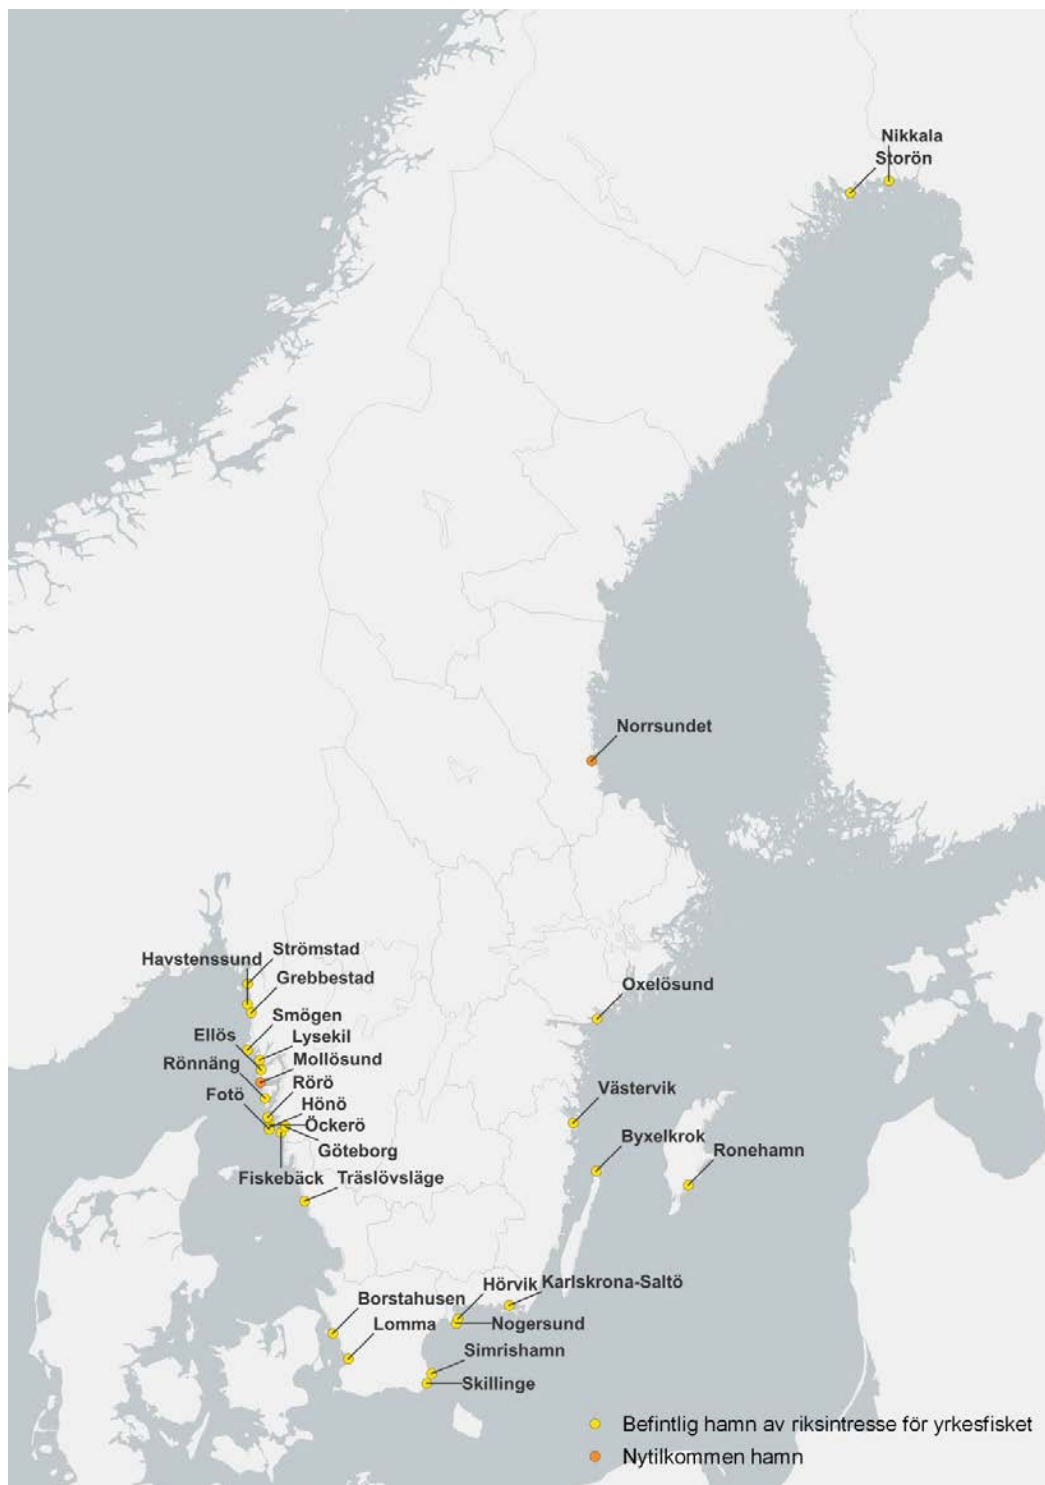 Nikkala
Storön
Norrsundet
Strömstad
Havstenssund
Grebbestad
Oxelösund
Smögen
Ellös
Lysekil
Mollösund
Rönnäng
Rörö
Fotö
Hönö
Öckerö
Göteborg
Fiskebäck
Träslövsläge
Västervik
Byxelkrok
Ronehamn
Hörvik
Karlskrona-Saltö
Borstahusen
Nogersund
Lomma
Simrishamn
Skillinge
Befintlig hamn av riksintresse för yrkesfisket
Nytilkommen hamn